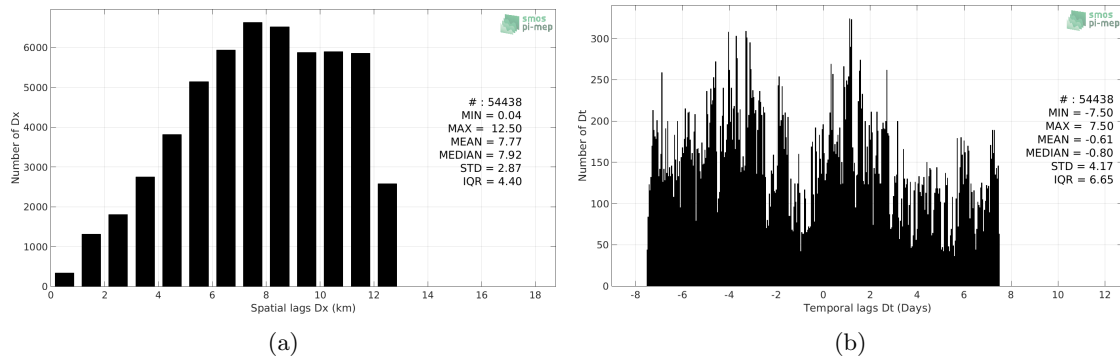 smos
pi-mep
6000
5000
4000
3000
2000
1000
0
Number of Dx
# : 54438
MIN = 0.04
MAX = 12.50
MEAN = 7.77
MEDIAN = 7.92
STD = 2.87
IQR = 4.40
0 2 4 6 8 10 12 14 16 18
Spatial lags Dx (km)
(a)
smos
pi-mep
300
250
200
150
100
50
0
Number of Dt
# : 54438
MIN = -7.50
MAX = 7.50
MEAN = -0.61
MEDIAN = -0.80
STD = 4.17
IQR = 6.65
-8 -6 -4 -2 0 2 4 6 8 10 12
Temporal lags Dt (Days)
(b)